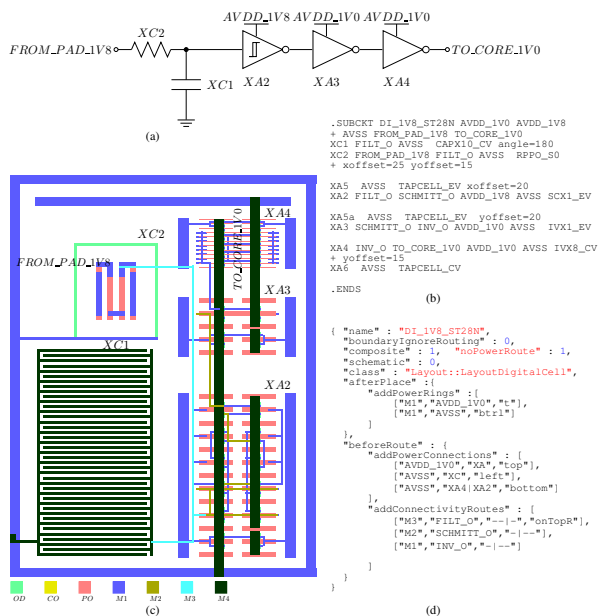 AVDD_1V8 AVDD_1V0 AVDD_1V0
XC2
FROM_PAD_1V8
TO_CORE_1V0
XC1 XA2 XA3 XA4
(a)
.SUBCKT DI_1V8_ST28N AVDD_1V0 AVDD_1V8
+ AVSS FROM_PAD_1V8 TO_CORE_1V0
XC1 FILT_O AVSS  CAPX10_CV angle=180
XC2 FROM_PAD_1V8 FILT_O AVSS  RPPO_S0
+ xoffset=25 yoffset=15
XA5  AVSS  TAPCELL_EV xoffset=20
XA2 FILT_O SCHMITT_O AVDD_1V8 AVSS SCX1_EV
XA5a  AVSS  TAPCELL_EV  yoffset=20
XA3 SCHMITT_O INV_O AVDD_1V0 AVSS  IVX1_EV
XA4 INV_O TO_CORE_1V0 AVDD_1V0 AVSS IVX8_CV
+ yoffset=15
XA6  AVSS TAPCELL_CV
.ENDS
(b)
XA4
XC2
TO_CORE_1V0
FROM_PAD_1V8
XA3
XC1
XA2
OD CO PO M1 M2 M3 M4
(c)
{ "name" : "DI_1V8_ST28N",
"boundaryIgnoreRouting" : 0,
"composite" : 1,  "noPowerRoute" : 1,
"schematic" : 0,
"class" : "Layout::LayoutDigitalCell",
"afterPlace" :{
"addPowerRings" :[
["M1","AVDD_1V0","t"],
["M1","AVSS","btrl"]
]
},
"beforeRoute" : {
"addPowerConnections" : [
["AVDD_1V0","XA","top"],
["AVSS","XC","left"],
["AVSS","XA4|XA2","bottom"]
],
"addConnectivityRoutes" : [
["M3","FILT_O","--|-","onTopR"],
["M2","SCHMITT_O","-|--"],
["M1","INV_O","-|--"]
]
}
}
(d)